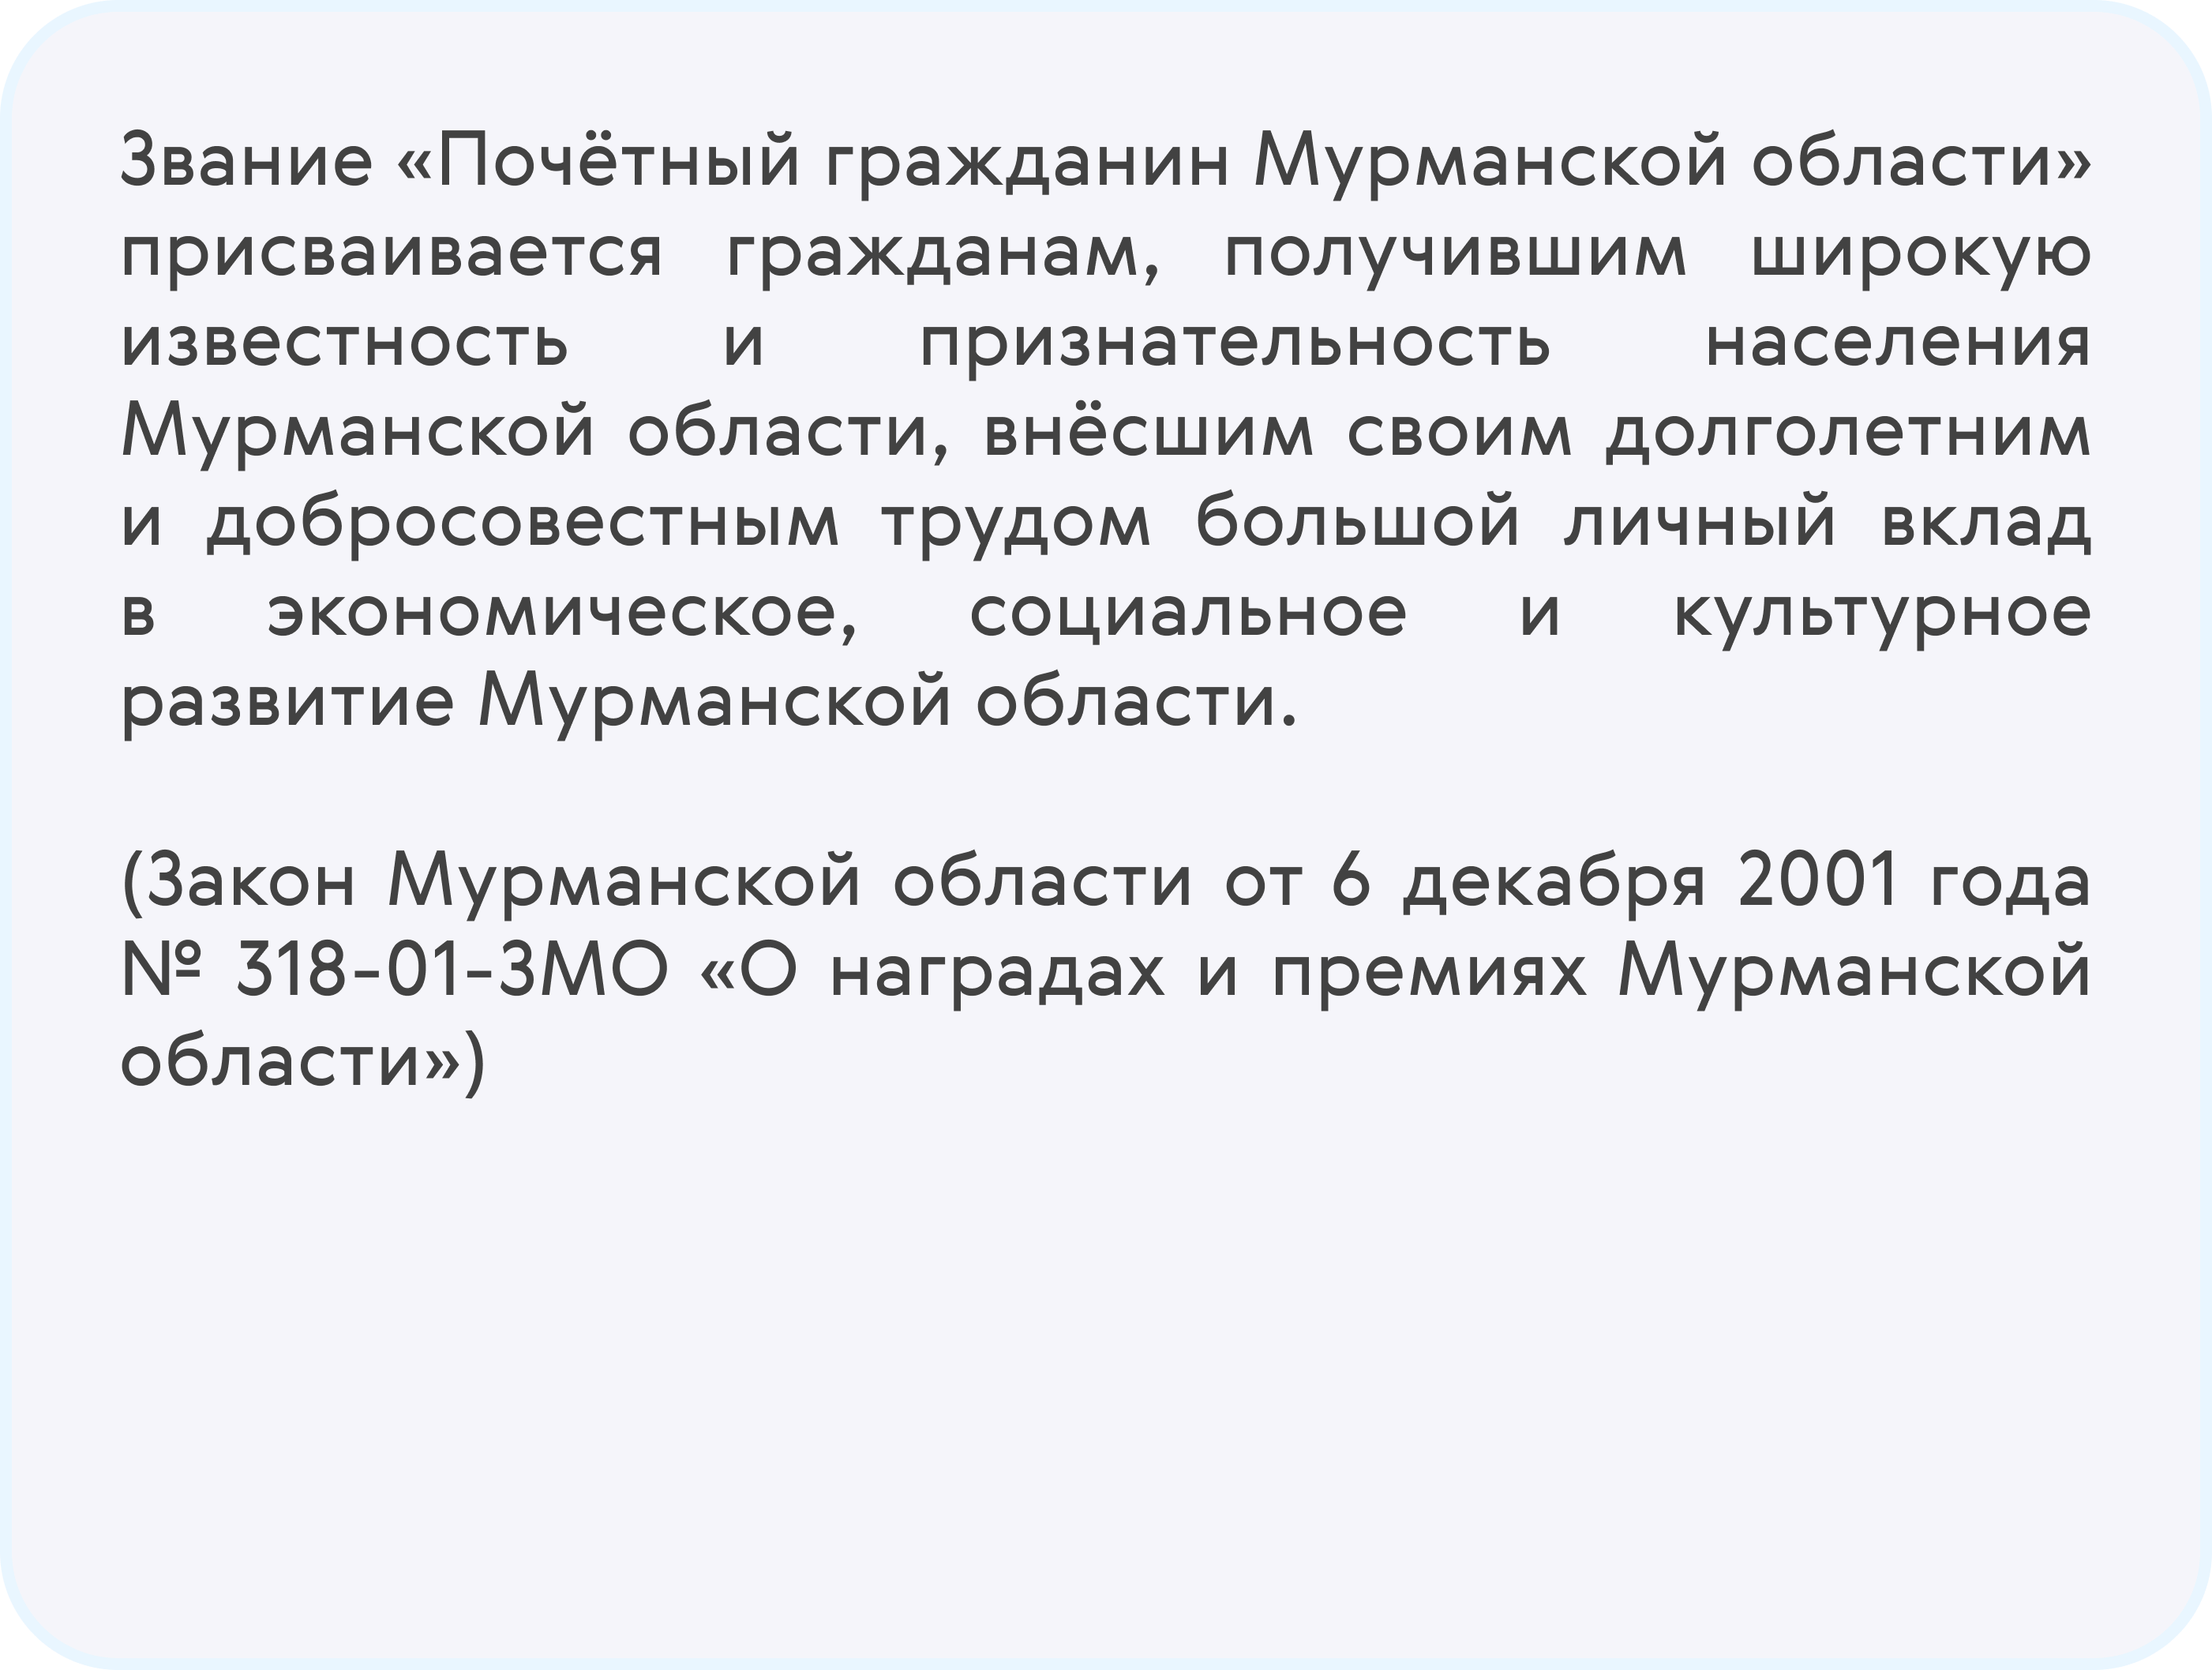 Звание «Почётный гражданин Мурманской области»
присваивается гражданам, получившим широкую
известность и признательность населения
Мурманской области, внёсшим своим долголетним
и добросовестным трудом большой личный вклад
в экономическое, социальное и культурное
развитие Мурманской области.
(Закон Мурманской области от 6 декабря 2001 года
№ 318-01-ЗМО «О наградах и премиях Мурманской
области»)